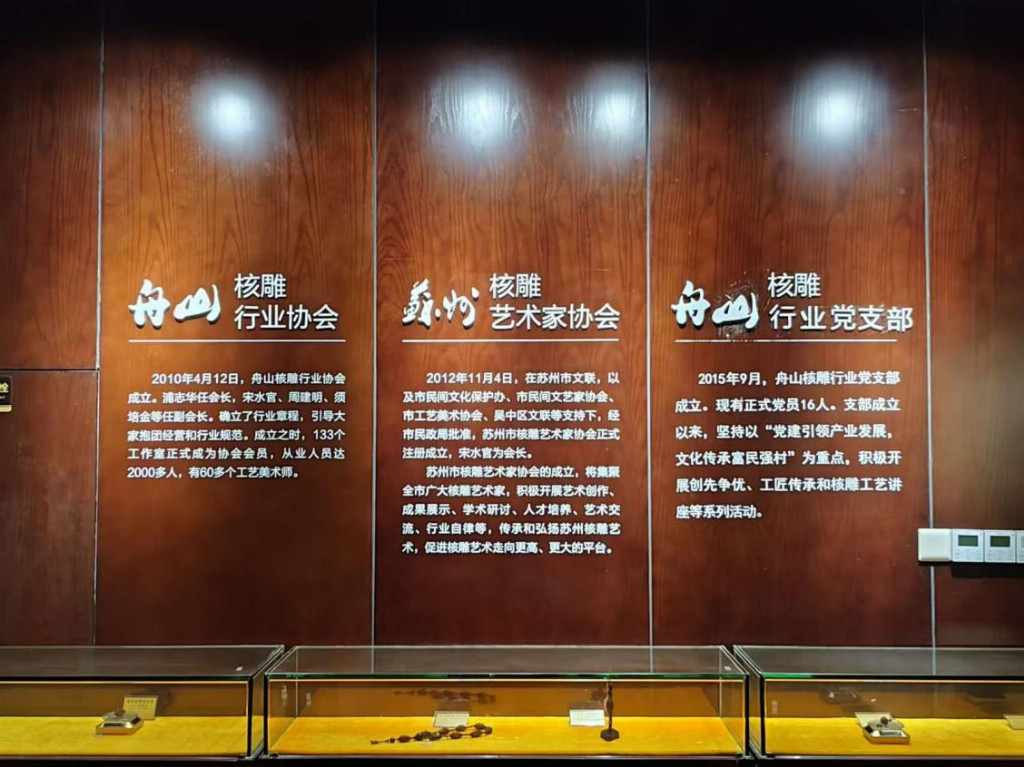 舟山
核雕
行业协会
2010年4月12日，舟山核雕行业协会
成立。浦志华任会长，宋水官、周建明、须
培金等任副会长。确立了行业章程，引导大
家抱团经营和行业规范。成立之时，133个
工作室正式成为协会会员，从业人员达
2000多人，有60多个工艺美术师。
蘇州
核雕
艺术家协会
2012年11月4日，在苏州市文联，以
及市民间文化保护办、市民间文艺家协会、
市工艺美术协会、吴中区文联等支持下，经
市民政局批准，苏州市核雕艺术家协会正式
注册成立，宋水官为会长。
苏州市核雕艺术家协会的成立，将集聚
全市广大核雕艺术家，积极开展艺术创作、
成果展示、学术研讨、人才培养、艺术交
流、行业自律等，传承和弘扬苏州核雕艺
术，促进核雕艺术走向更高、更大的平台。
舟山
核雕
行业党支部
2015年9月，舟山核雕行业党支部
成立。现有正式党员16人。支部成立
以来，坚持以“党建引领产业发展，
文化传承富民强村”为重点，积极开
展创先争优、工匠传承和核雕工艺讲
座等系列活动。